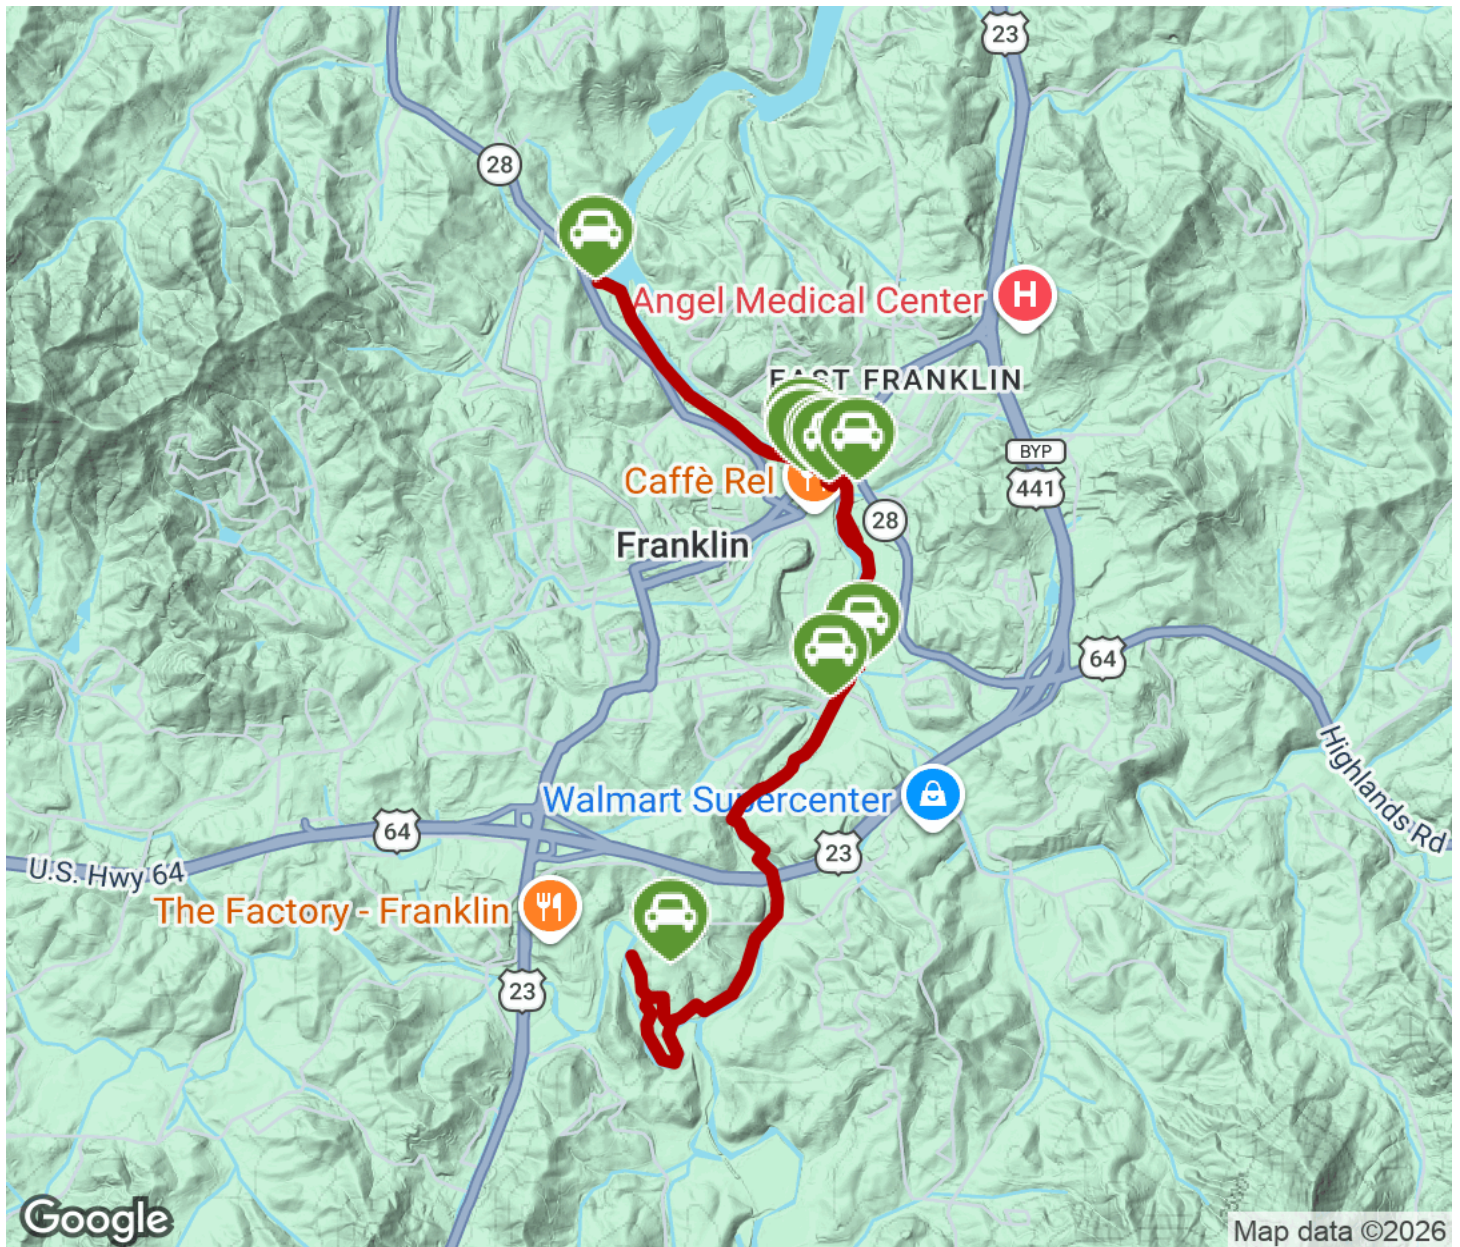 23
28
Angel Medical Center
H
EAST FRANKLIN
BYP
441
Caffè Rel
28
Franklin
64
Highlands Rd
Walmart Supercenter
64
23
U.S. Hwy 64
The Factory - Franklin
23
Google
Map data ©2026